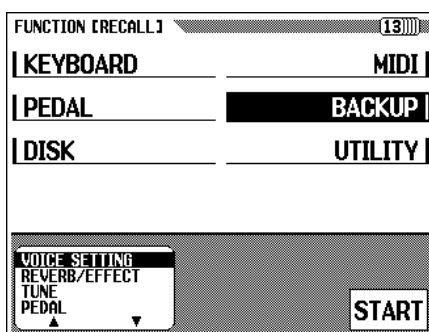 FUNCTION [RECALL] 13
KEYBOARD MIDI
PEDAL BACKUP
DISK UTILITY
VOICE SETTING
REVERB/EFFECT
TUNE
PEDAL
START